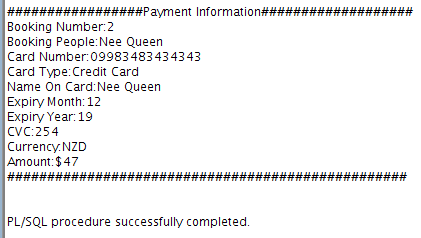 #################Payment Information###################
Booking Number:2
Booking People:Nee Queen
Card Number:09983483434343
Card Type:Credit Card
Name On Card:Nee Queen
Expiry Month:12
Expiry Year:19
CVC:254
Currency:NZD
Amount:$47
##################################################
PL/SQL procedure successfully completed.